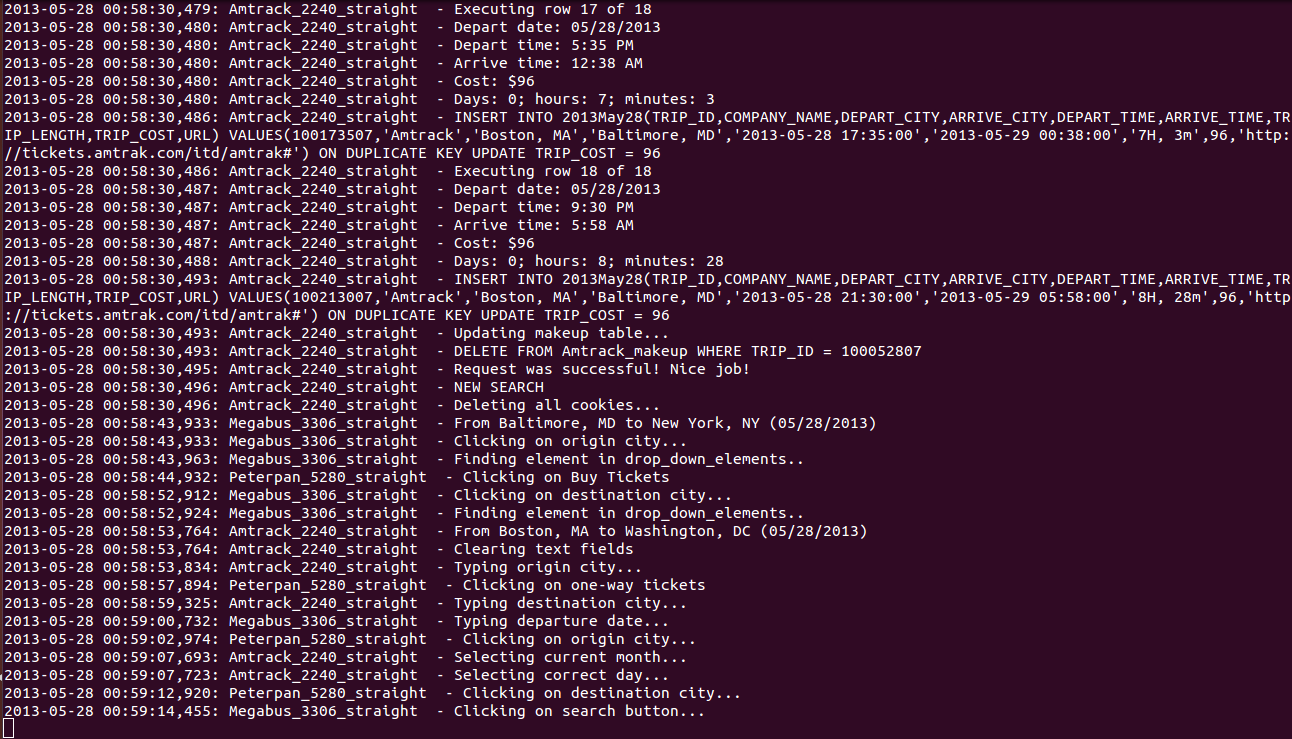 2013-05-28 00:58:30,479: Amtrack_2240_straight  - Executing row 17 of 18
2013-05-28 00:58:30,480: Amtrack_2240_straight  - Depart date: 05/28/2013
2013-05-28 00:58:30,480: Amtrack_2240_straight  - Depart time: 5:35 PM
2013-05-28 00:58:30,480: Amtrack_2240_straight  - Arrive time: 12:38 AM
2013-05-28 00:58:30,480: Amtrack_2240_straight  - Cost: $96
2013-05-28 00:58:30,480: Amtrack_2240_straight  - Days: 0; hours: 7; minutes: 3
2013-05-28 00:58:30,486: Amtrack_2240_straight  - INSERT INTO 2013May28(TRIP_ID,COMPANY_NAME,DEPART_CITY,ARRIVE_CITY,DEPART_TIME,ARRIVE_TIME,TR
IP_LENGTH,TRIP_COST,URL) VALUES(100173507,'Amtrack','Boston, MA','Baltimore, MD','2013-05-28 17:35:00','2013-05-29 00:38:00','7H, 3m',96,'http:
//tickets.amtrak.com/itd/amtrak#') ON DUPLICATE KEY UPDATE TRIP_COST = 96
2013-05-28 00:58:30,486: Amtrack_2240_straight  - Executing row 18 of 18
2013-05-28 00:58:30,487: Amtrack_2240_straight  - Depart date: 05/28/2013
2013-05-28 00:58:30,487: Amtrack_2240_straight  - Depart time: 9:30 PM
2013-05-28 00:58:30,487: Amtrack_2240_straight  - Arrive time: 5:58 AM
2013-05-28 00:58:30,487: Amtrack_2240_straight  - Cost: $96
2013-05-28 00:58:30,488: Amtrack_2240_straight  - Days: 0; hours: 8; minutes: 28
2013-05-28 00:58:30,493: Amtrack_2240_straight  - INSERT INTO 2013May28(TRIP_ID,COMPANY_NAME,DEPART_CITY,ARRIVE_CITY,DEPART_TIME,ARRIVE_TIME,TR
IP_LENGTH,TRIP_COST,URL) VALUES(100213007,'Amtrack','Boston, MA','Baltimore, MD','2013-05-28 21:30:00','2013-05-29 05:58:00','8H, 28m',96,'http
://tickets.amtrak.com/itd/amtrak#') ON DUPLICATE KEY UPDATE TRIP_COST = 96
2013-05-28 00:58:30,493: Amtrack_2240_straight  - Updating makeup table...
2013-05-28 00:58:30,493: Amtrack_2240_straight  - DELETE FROM Amtrack_makeup WHERE TRIP_ID = 100052807
2013-05-28 00:58:30,495: Amtrack_2240_straight  - Request was successful! Nice job!
2013-05-28 00:58:30,496: Amtrack_2240_straight  - NEW SEARCH
2013-05-28 00:58:30,496: Amtrack_2240_straight  - Deleting all cookies...
2013-05-28 00:58:43,933: Megabus_3306_straight  - From Baltimore, MD to New York, NY (05/28/2013)
2013-05-28 00:58:43,933: Megabus_3306_straight  - Clicking on origin city...
2013-05-28 00:58:43,963: Megabus_3306_straight  - Finding element in drop_down_elements..
2013-05-28 00:58:44,932: Peterpan_5280_straight  - Clicking on Buy Tickets
2013-05-28 00:58:52,912: Megabus_3306_straight  - Clicking on destination city...
2013-05-28 00:58:52,924: Megabus_3306_straight  - Finding element in drop_down_elements..
2013-05-28 00:58:53,764: Amtrack_2240_straight  - From Boston, MA to Washington, DC (05/28/2013)
2013-05-28 00:58:53,764: Amtrack_2240_straight  - Clearing text fields
2013-05-28 00:58:53,834: Amtrack_2240_straight  - Typing origin city...
2013-05-28 00:58:57,894: Peterpan_5280_straight  - Clicking on one-way tickets
2013-05-28 00:58:59,325: Amtrack_2240_straight  - Typing destination city...
2013-05-28 00:59:00,732: Megabus_3306_straight  - Typing departure date...
2013-05-28 00:59:02,974: Peterpan_5280_straight  - Clicking on origin city...
2013-05-28 00:59:07,693: Amtrack_2240_straight  - Selecting current month...
2013-05-28 00:59:07,723: Amtrack_2240_straight  - Selecting correct day...
2013-05-28 00:59:12,920: Peterpan_5280_straight  - Clicking on destination city...
2013-05-28 00:59:14,455: Megabus_3306_straight  - Clicking on search button...